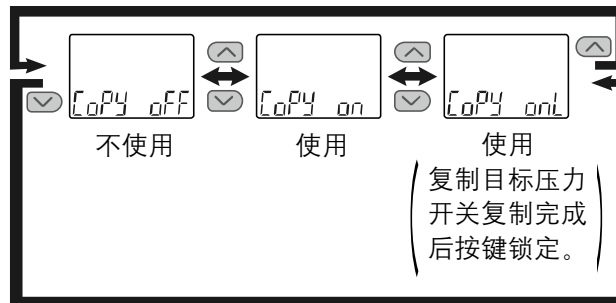 CoPY oFF
CoPY on
CoPY onL
不使用
使用
使用
复制目标压力
开关复制完成
后按键锁定。